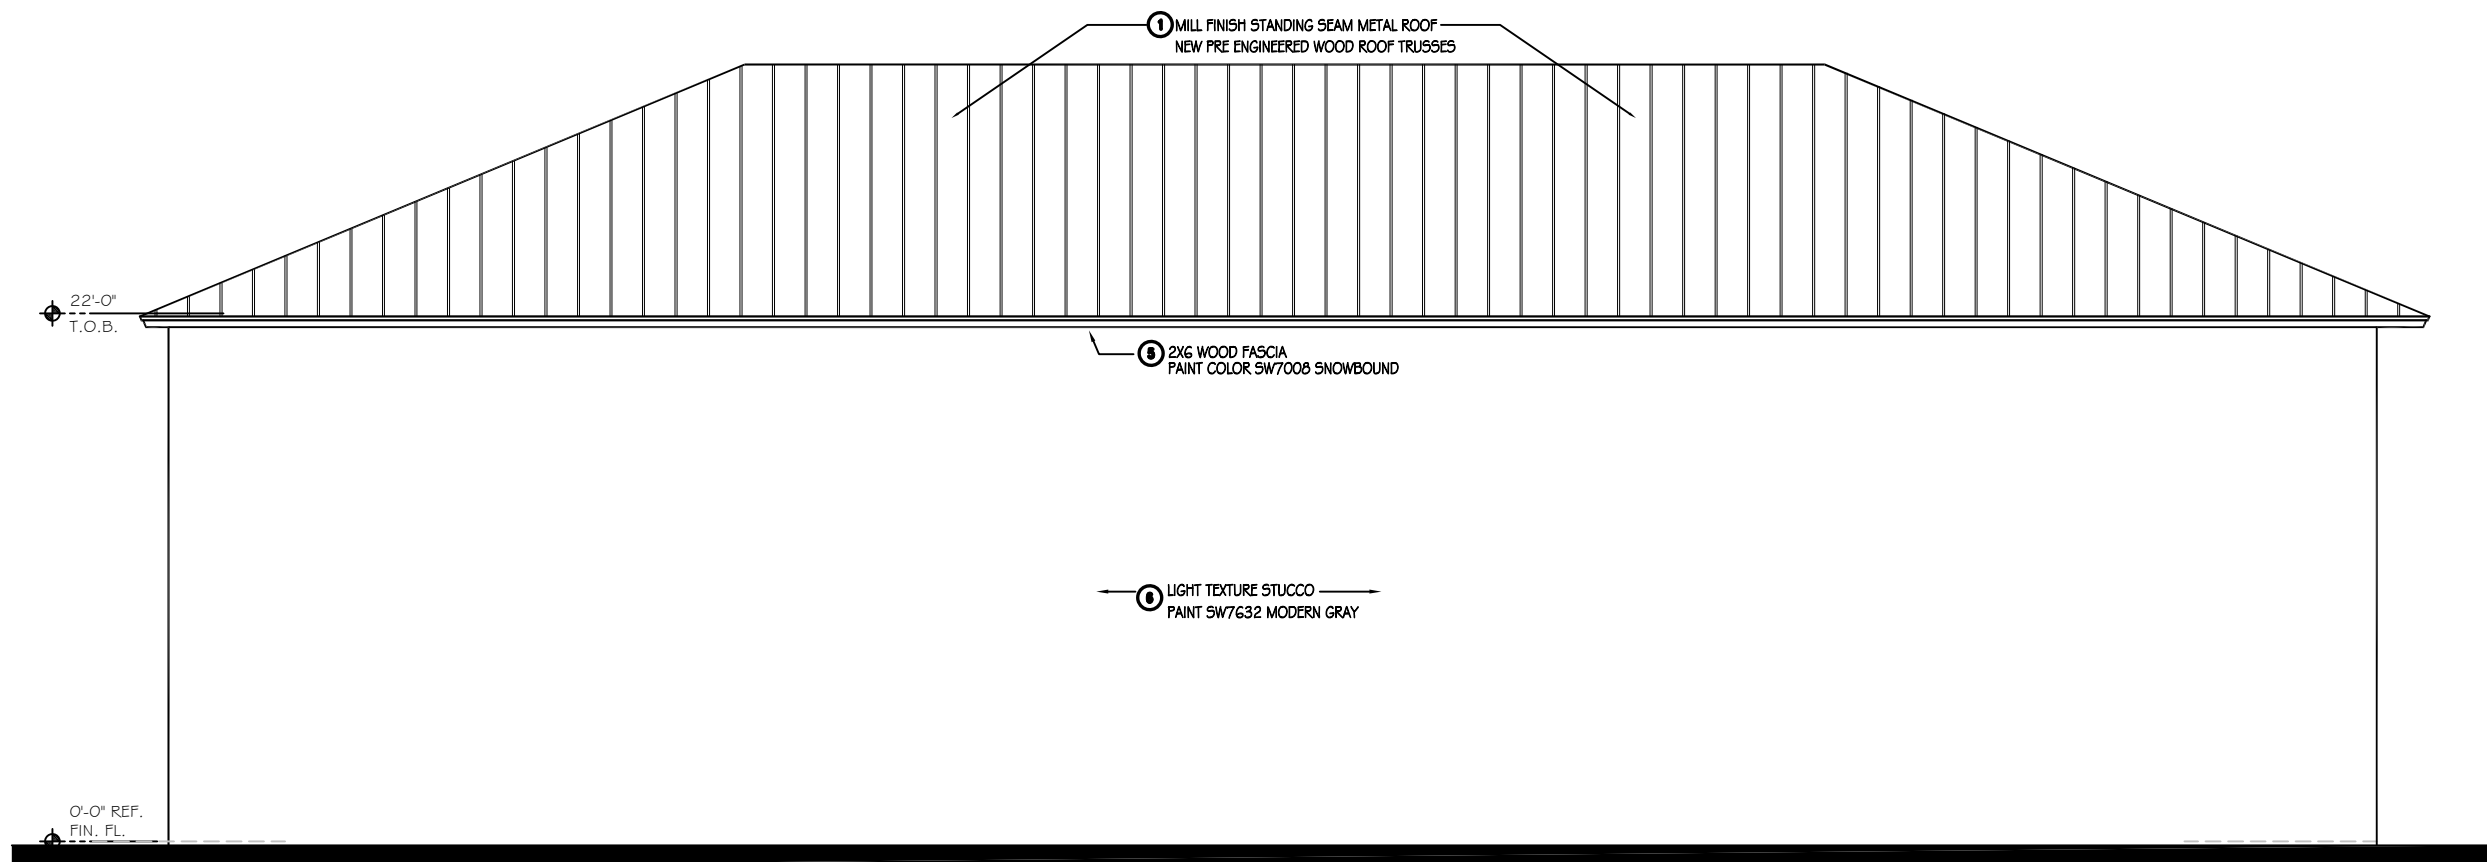 1 MILL FINISH STANDING SEAM METAL ROOF
NEW PRE ENGINEERED WOOD ROOF TRUSSES
22'-0"
T.O.B.
5 2X6 WOOD FASCIA
PAINT COLOR SW7008 SNOWBOUND
6 LIGHT TEXTURE STUCCO
PAINT SW7632 MODERN GRAY
0'-0" REF.
FIN. FL.